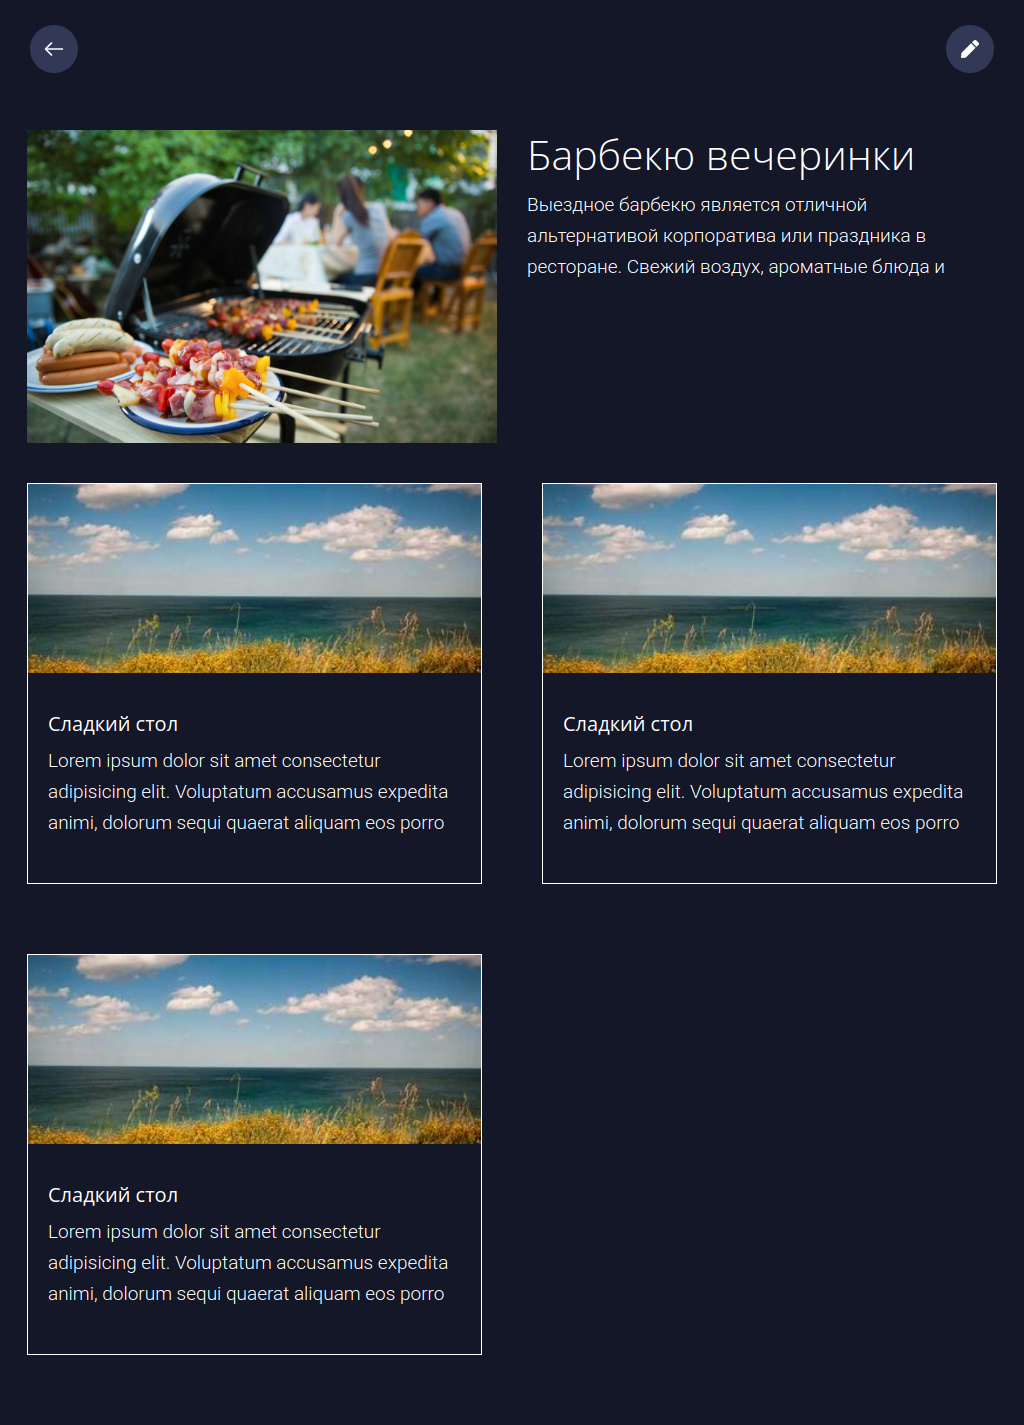 Барбекю вечеринки
Выездное барбекю является отличной
альтернативой корпоратива или праздника в
ресторане. Свежий воздух, ароматные блюда и
Сладкий стол
Lorem ipsum dolor sit amet consectetur
adipisicing elit. Voluptatum accusamus expedita
animi, dolorum sequi quaerat aliquam eos porro
Сладкий стол
Lorem ipsum dolor sit amet consectetur
adipisicing elit. Voluptatum accusamus expedita
animi, dolorum sequi quaerat aliquam eos porro
Сладкий стол
Lorem ipsum dolor sit amet consectetur
adipisicing elit. Voluptatum accusamus expedita
animi, dolorum sequi quaerat aliquam eos porro